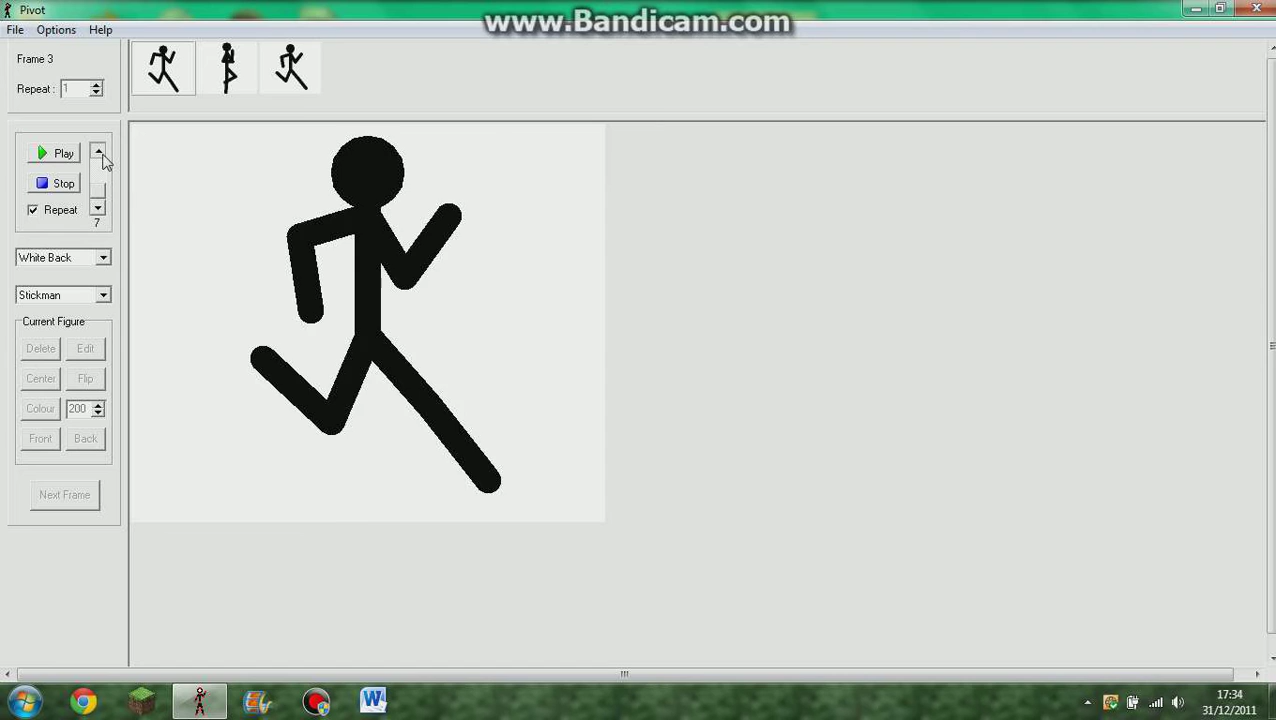 Pivot
www.Bandicam.com
File Options Help
Frame 3
Repeat : 1
Play
Stop
Repeat
7
White Back
Stickman
Current Figure
Delete Edit
Center Flip
Colour 200
Front Back
Next Frame
17:34
31/12/2011